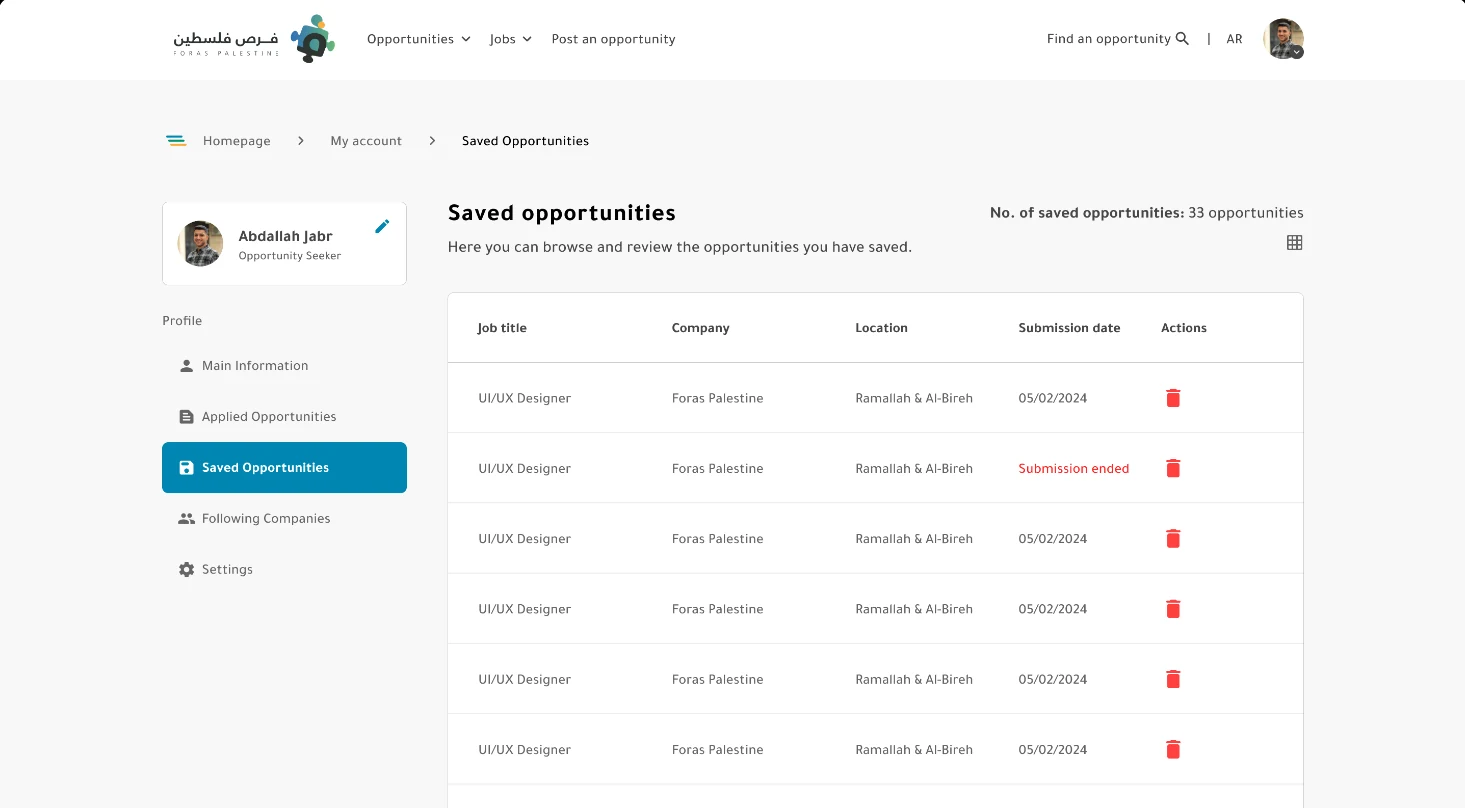 فرص فلسطين
FORAS PALESTINE
Opportunities
Jobs
Post an opportunity
Find an opportunity
|
AR
Homepage > My account > Saved Opportunities
Abdallah Jabr
Opportunity Seeker
Profile
Main Information
Applied Opportunities
Saved Opportunities
Following Companies
Settings
Saved opportunities
No. of saved opportunities: 33 opportunities
Here you can browse and review the opportunities you have saved.
Job title Company Location Submission date Actions
UI/UX Designer Foras Palestine Ramallah & Al-Bireh 05/02/2024
UI/UX Designer Foras Palestine Ramallah & Al-Bireh Submission ended
UI/UX Designer Foras Palestine Ramallah & Al-Bireh 05/02/2024
UI/UX Designer Foras Palestine Ramallah & Al-Bireh 05/02/2024
UI/UX Designer Foras Palestine Ramallah & Al-Bireh 05/02/2024
UI/UX Designer Foras Palestine Ramallah & Al-Bireh 05/02/2024